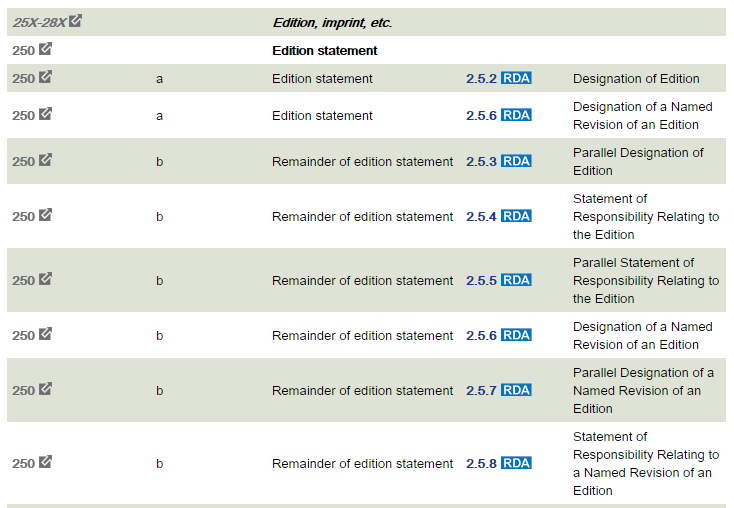 25X-28X Edition, imprint, etc.
250 Edition statement
250 a Edition statement 2.5.2 RDA Designation of Edition
250 a Edition statement 2.5.6 RDA Designation of a Named
Revision of an Edition
250 b Remainder of edition statement 2.5.3 RDA Parallel Designation of
Edition
250 b Remainder of edition statement 2.5.4 RDA Statement of
Responsibility Relating to
the Edition
250 b Remainder of edition statement 2.5.5 RDA Parallel Statement of
Responsibility Relating to
the Edition
250 b Remainder of edition statement 2.5.6 RDA Designation of a Named
Revision of an Edition
250 b Remainder of edition statement 2.5.7 RDA Parallel Designation of a
Named Revision of an
Edition
250 b Remainder of edition statement 2.5.8 RDA Statement of
Responsibility Relating to
a Named Revision of an
Edition